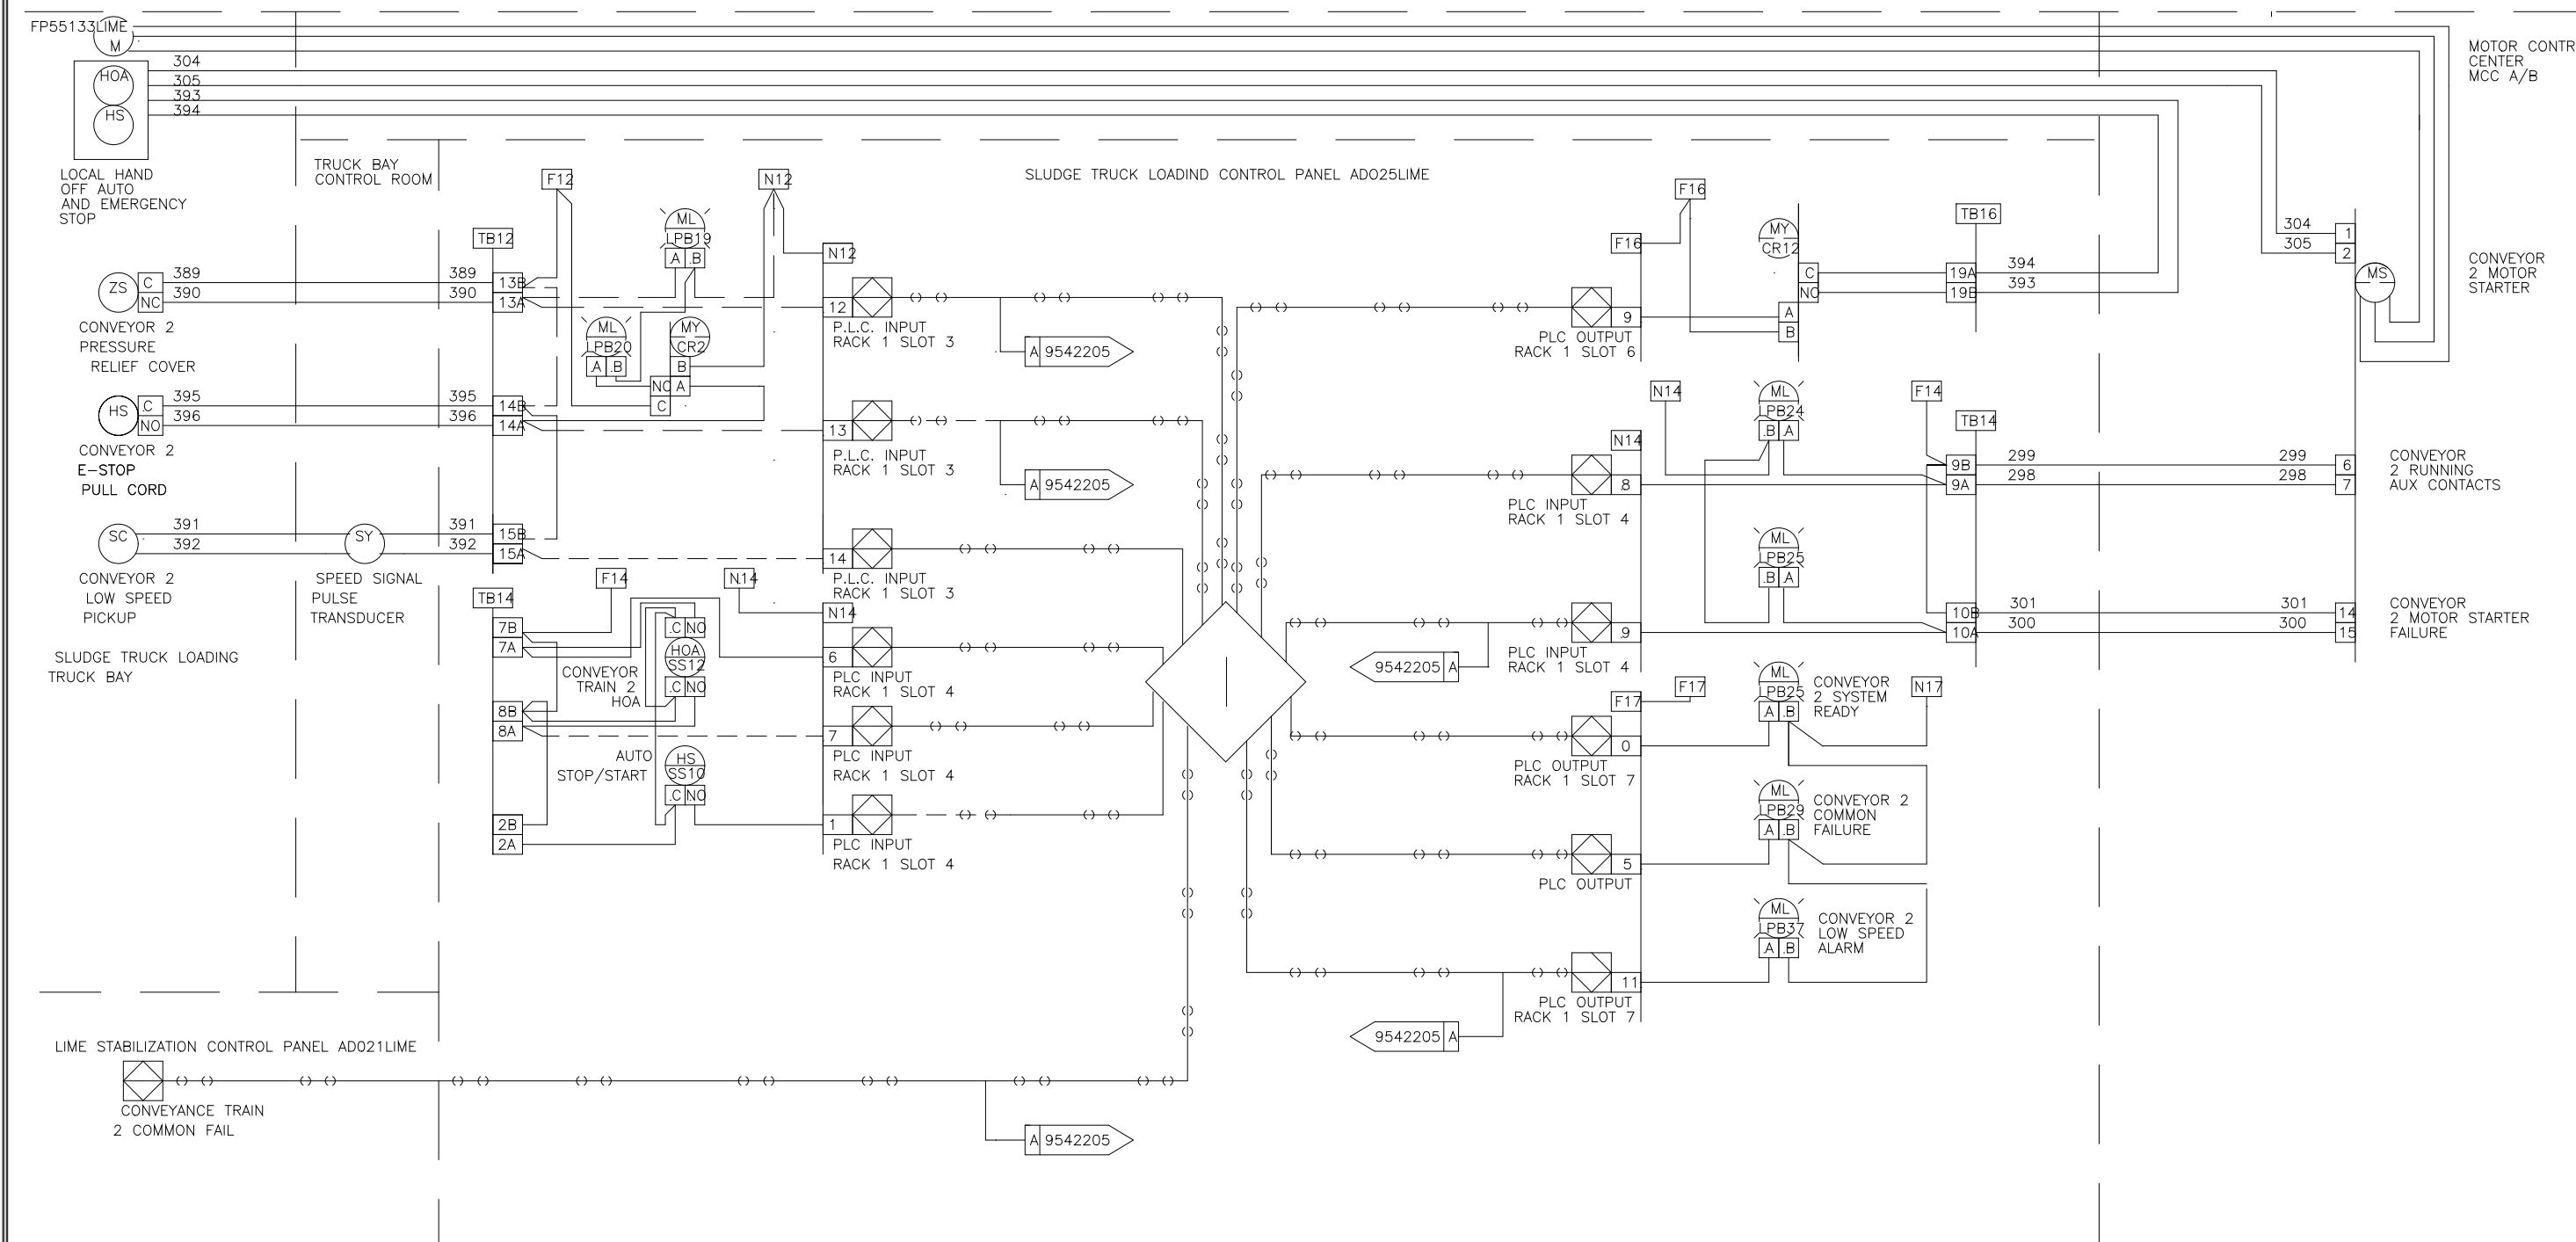 FP55133LIME
M
304
HOA
305
393
HS
394
LOCAL HAND
OFF AUTO
AND EMERGENCY
STOP
MOTOR CONTR
CENTER
MCC A/B
TRUCK BAY
CONTROL ROOM
SLUDGE TRUCK LOADIND CONTROL PANEL AD025LIME
F12
N12
ML
LPB19
A .B
TB12
N12
ZS
C
NC
389
390
389
390
13B
13A
CONVEYOR 2
PRESSURE
RELIEF COVER
ML
LPB20
A .B
MY
CR2
B
NO A
C
12
P.L.C. INPUT
RACK 1 SLOT 3
A 9542205
HS
.C
NO
395
396
395
396
14B
14A
CONVEYOR 2
E-STOP
PULL CORD
13
P.L.C. INPUT
RACK 1 SLOT 3
A 9542205
SC
391
392
SY
391
392
15B
15A
CONVEYOR 2
LOW SPEED
PICKUP
SPEED SIGNAL
PULSE
TRANSDUCER
14
P.L.C. INPUT
RACK 1 SLOT 3
SLUDGE TRUCK LOADING
TRUCK BAY
TB14
F14
N14
N14
7B
7A
.C NO
HOA
SS12
.C NO
CONVEYOR
TRAIN 2
HOA
6
PLC INPUT
RACK 1 SLOT 4
8B
8A
7
PLC INPUT
RACK 1 SLOT 4
AUTO
STOP/START
HS
SS10
.C NO
2B
2A
1
PLC INPUT
RACK 1 SLOT 4
F16
F16
9
PLC OUTPUT
RACK 1 SLOT 6
MY
CR12
C
NO
A
B
TB16
19A
19B
394
393
304
305
1
2
MS
CONVEYOR
2 MOTOR
STARTER
N14
N14
ML
LPB24
.B A
F14
TB14
8
PLC INPUT
RACK 1 SLOT 4
9B
9A
299
298
299
298
6
7
CONVEYOR
2 RUNNING
AUX CONTACTS
ML
LPB25
.B A
.9
PLC INPUT
RACK 1 SLOT 4
9542205 A
10B
10A
301
300
301
300
14
15
CONVEYOR
2 MOTOR STARTER
FAILURE
F17
F17
ML
LPB25
A .B
CONVEYOR
2 SYSTEM
READY
N17
0
PLC OUTPUT
RACK 1 SLOT 7
ML
LPB29
A .B
CONVEYOR 2
COMMON
FAILURE
5
PLC OUTPUT
ML
LPB37
A .B
CONVEYOR 2
LOW SPEED
ALARM
11
PLC OUTPUT
RACK 1 SLOT 7
9542205 A
LIME STABILIZATION CONTROL PANEL AD021LIME
CONVEYANCE TRAIN
2 COMMON FAIL
A 9542205